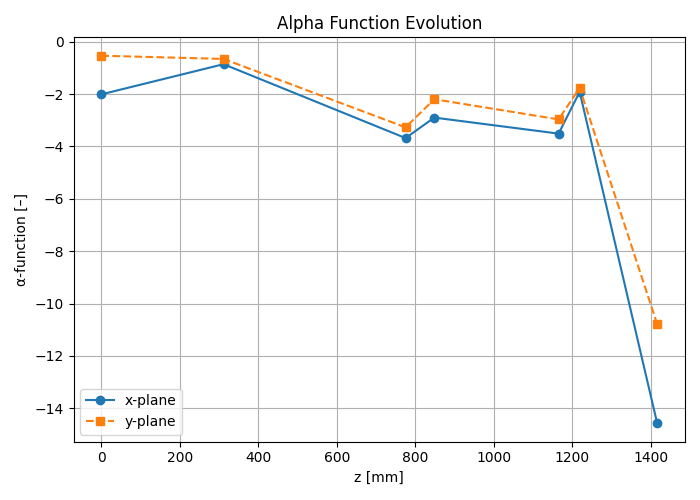 Alpha Function Evolution
α-function [–]
0
−2
−4
−6
−8
−10
−12
−14
x-plane
y-plane
0 200 400 600 800 1000 1200 1400
z [mm]